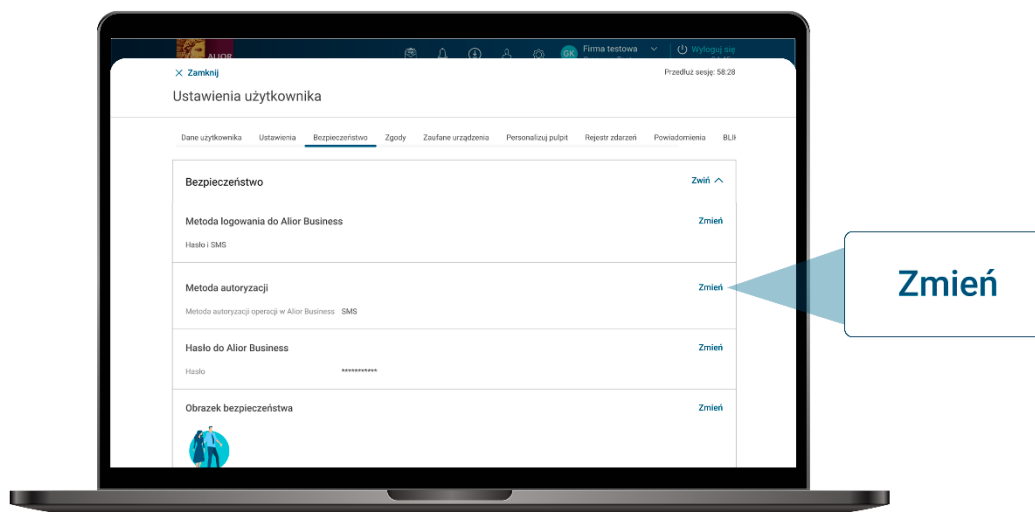 ALIOR
GK Firma testowa
Wyloguj się
Zamknij
Przedłuż sesję: 58:28
Ustawienia użytkownika
Dane użytkownika Ustawienia Bezpieczeństwo Zgody Zaufane urządzenia Personalizuj pulpit Rejestr zdarzeń Powiadomienia BLIK
Bezpieczeństwo Zwiń
Metoda logowania do Alior Business Zmień
Hasło i SMS
Metoda autoryzacji Zmień
Metoda autoryzacji operacji w Alior Business SMS
Hasło do Alior Business Zmień
Hasło ***********
Obrazek bezpieczeństwa Zmień
Zmień